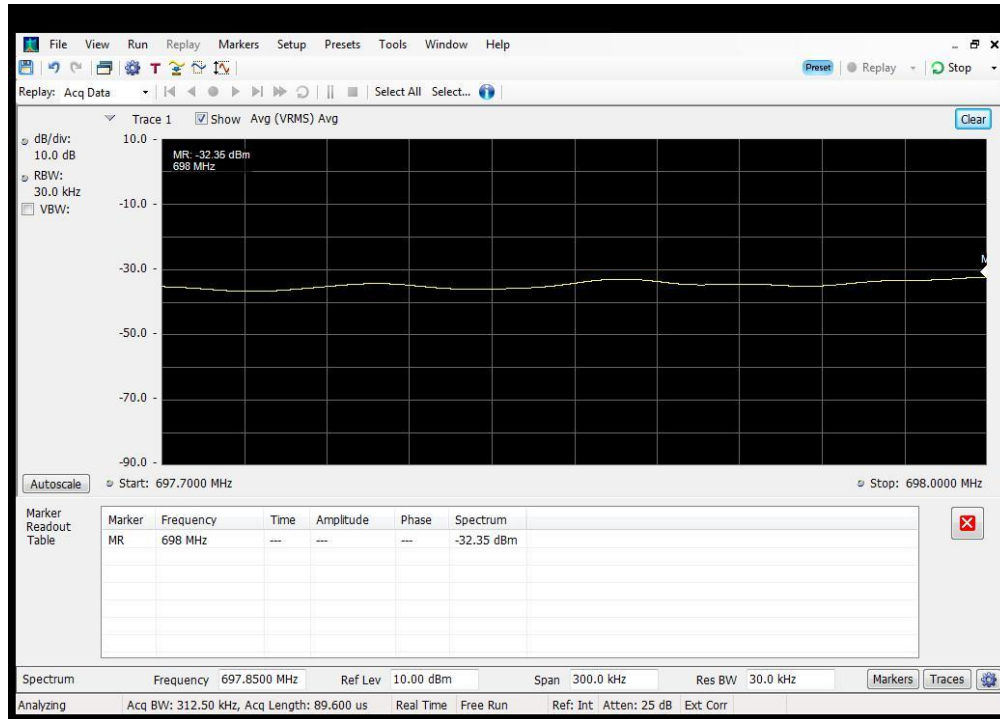 File View Run Replay Markers Setup Presets Tools Window Help
T Preset Replay Stop
Replay: Acq Data Select All Select...
Trace 1 Show Avg (VRMS) Avg Clear
dB/div: 10.0
10.0 dB MR: -32.35 dBm
698 MHz
RBW:
30.0 kHz
VBW: -10.0
-30.0
M
-50.0
-70.0
-90.0
Autoscale Start: 697.7000 MHz Stop: 698.0000 MHz
Marker Readout Table
Marker Frequency Time Amplitude Phase Spectrum
MR 698 MHz --- --- --- -32.35 dBm
Spectrum Frequency 697.8500 MHz Ref Lev 10.00 dBm Span 300.0 kHz Res BW 30.0 kHz Markers Traces
Analyzing Acq BW: 312.50 kHz, Acq Length: 89.600 us Real Time Free Run Ref: Int Atten: 25 dB Ext Corr